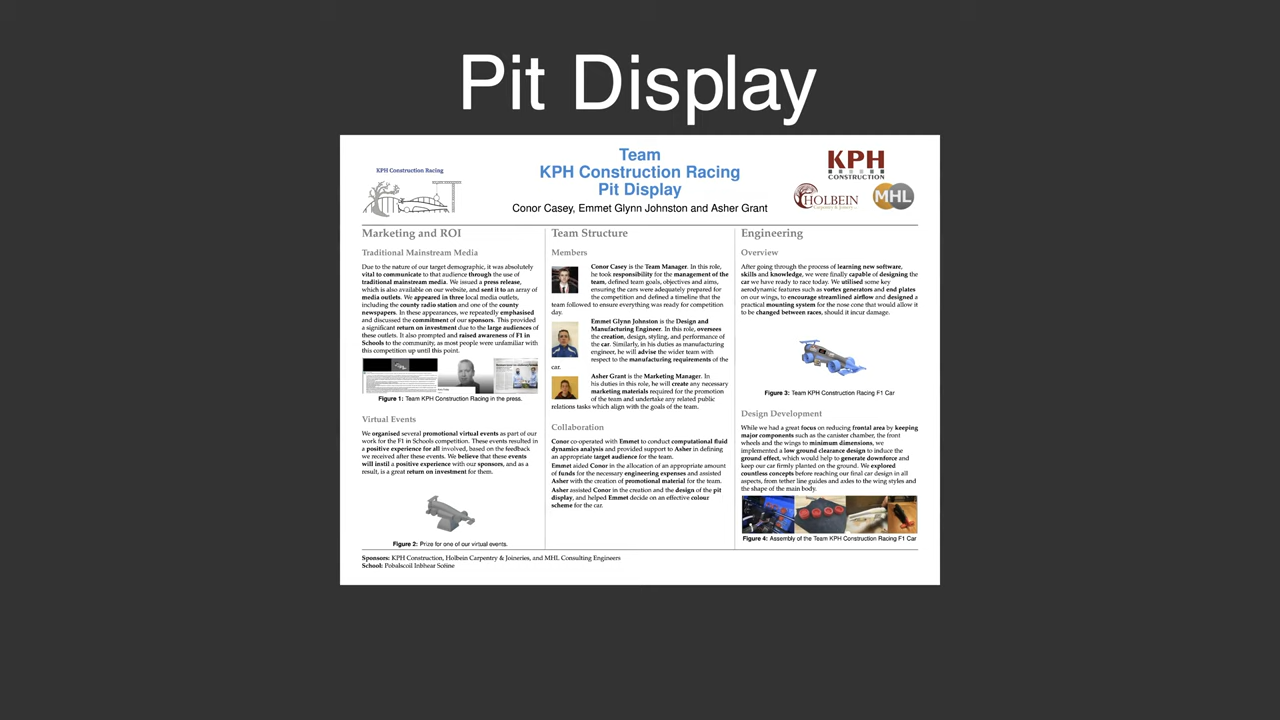 Pit Display
KPH Construction Racing
Team
KPH Construction Racing
Pit Display
Conor Casey, Emmet Glynn Johnston and Asher Grant
KPH
CONSTRUCTION
HOLBEIN
Carpentry & Joinery
MHL
Marketing and ROI
Traditional Mainstream Media
Due to the nature of our target demographic, it was absolutely
vital to communicate to that audience through the use of
traditional mainstream media. We issued a press release,
which is also available on our website, and sent it to an array of
media outlets. We appeared in three local media outlets,
including the county radio station and one of the county
newspapers. In these appearances, we repeatedly emphasised
and discussed the commitment of our sponsors. This provided
a significant return on investment due to the large audiences of
these outlets. It also prompted and raised awareness of F1 in
Schools to the community, as most people were unfamiliar with
this competition up until this point.
Figure 1: Team KPH Construction Racing in the press.
Virtual Events
We organised several promotional virtual events as part of our
work for the F1 in Schools competition. These events resulted in
a positive experience for all involved, based on the feedback
we received after these events. We believe that these events
will instil a positive experience with our sponsors, and as a
result, is a great return on investment for them.
Figure 2: Prize for one of our virtual events.
Team Structure
Members
Conor Casey is the Team Manager. In this role,
he took responsibility for the management of the
team, defined team goals, objectives and aims,
ensuring the cars were adequately prepared for
the competition and defined a timeline that the
team followed to ensure everything was ready for competition
day.
Emmet Glynn Johnston is the Design and
Manufacturing Engineer. In this role, oversees
the creation, design, styling, and performance of
the car. Similarly, in his duties as manufacturing
engineer, he will advise the wider team with
respect to the manufacturing requirements of the
car.
Asher Grant is the Marketing Manager. In
his duties in this role, he will create any necessary
marketing materials required for the promotion
of the team and undertake any related public
relations tasks which align with the goals of the team.
Collaboration
Conor co-operated with Emmet to conduct computational fluid
dynamics analysis and provided support to Asher in defining
an appropriate target audience for the team.
Emmet aided Conor in the allocation of an appropriate amount
of funds for the necessary engineering expenses and assisted
Asher with the creation of promotional material for the team.
Asher assisted Conor in the creation and the design of the pit
display, and helped Emmet decide on an effective colour
scheme for the car.
Engineering
Overview
After going through the process of learning new software,
skills and knowledge, we were finally capable of designing the
car we have ready to race today. We utilised some key
aerodynamic features such as vortex generators and end plates
on our wings, to encourage streamlined airflow and designed a
practical mounting system for the nose cone that would allow it
to be changed between races, should it incur damage.
Figure 3: Team KPH Construction Racing F1 Car
Design Development
While we had a great focus on reducing frontal area by keeping
major components such as the canister chamber, the front
wheels and the wings to minimum dimensions, we
implemented a low ground clearance design to induce the
ground effect, which would help to generate downforce and
keep our car firmly planted on the ground. We explored
countless concepts before reaching our final car design in all
aspects, from tether line guides and axles to the wing styles and
the shape of the main body.
Figure 4: Assembly of the Team KPH Construction Racing F1 Car
Sponsors: KPH Construction, Holbein Carpentry & Joineries, and MHL Consulting Engineers
School: Pobalscoil Inbhear Scéine